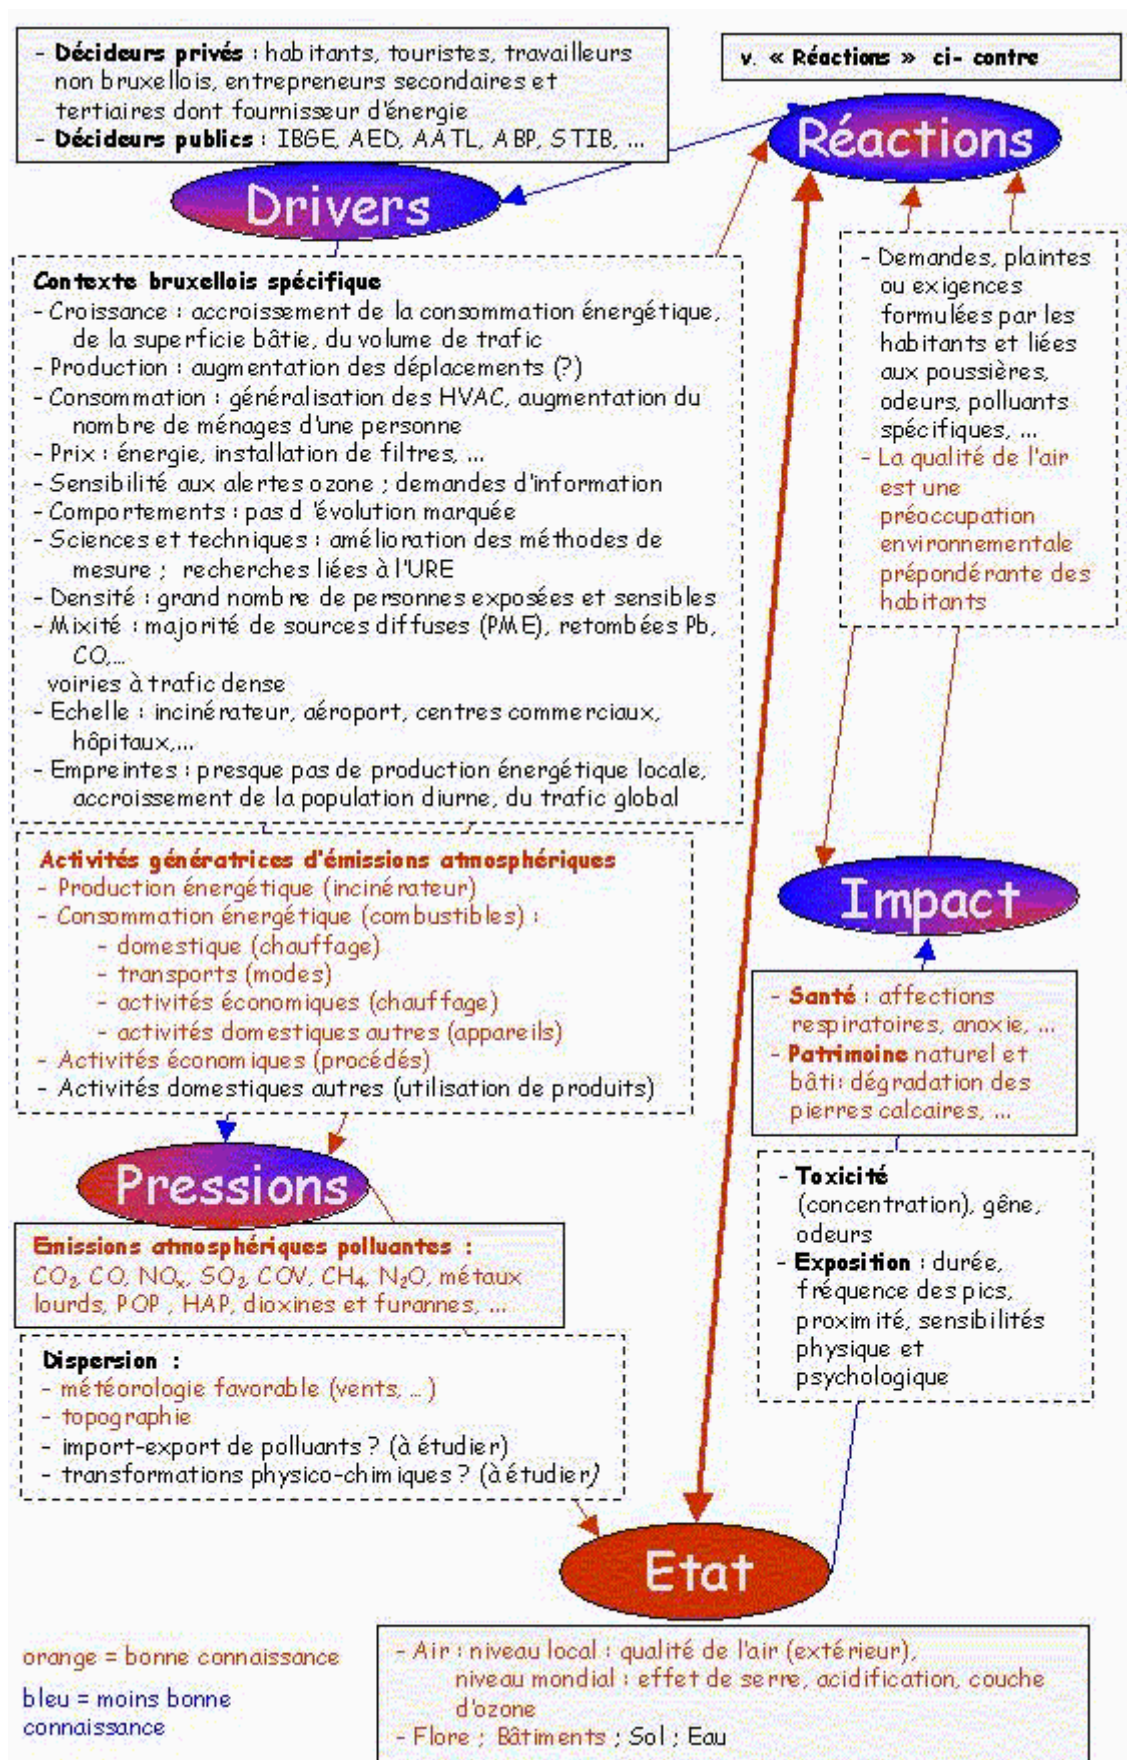 - Décideurs privés : habitants, touristes, travailleurs
non bruxellois, entrepreneurs secondaires et
tertiaires dont fournisseur d'énergie
- Décideurs publics : IBGE, AED, AATL, ABP, STIB, ...
v. « Réactions » ci- contre
Réactions
Drivers
Contexte bruxellois spécifique
- Croissance : accroissement de la consommation énergétique,
de la superficie bâtie, du volume de trafic
- Production : augmentation des déplacements (?)
- Consommation : généralisation des HVAC, augmentation du
nombre de ménages d'une personne
- Prix : énergie, installation de filtres, ...
- Sensibilité aux alertes ozone ; demandes d'information
- Comportements : pas d 'évolution marquée
- Sciences et techniques : amélioration des méthodes de
mesure ; recherches liées à l'URE
- Densité : grand nombre de personnes exposées et sensibles
- Mixité : majorité de sources diffuses (PME), retombées Pb,
CO,...
voiries à trafic dense
- Echelle : incinérateur, aéroport, centres commerciaux,
hôpitaux,...
- Empreintes : presque pas de production énergétique locale,
accroissement de la population diurne, du trafic global
- Demandes, plaintes
ou exigences
formulées par les
habitants et liées
aux poussières,
odeurs, polluants
spécifiques, ...
- La qualité de l'air
est une
préoccupation
environnementale
prépondérante des
habitants
Activités génératrices d'émissions atmosphériques
- Production énergétique (incinérateur)
- Consommation énergétique (combustibles) :
- domestique (chauffage)
- transports (modes)
- activités économiques (chauffage)
- activités domestiques autres (appareils)
- Activités économiques (procédés)
- Activités domestiques autres (utilisation de produits)
Impact
- Santé : affections
respiratoires, anoxie, ...
- Patrimoine naturel et
bâti: dégradation des
pierres calcaires, ...
Pressions
Emissions atmosphériques polluantes :
CO₂, CO, NOₓ, SO₂, COV, CH₄, N₂O, métaux
lourds, POP , HAP, dioxines et furannes, ...
- Toxicité
(concentration), gêne,
odeurs
- Exposition : durée,
fréquence des pics,
proximité, sensibilités
physique et
psychologique
Dispersion :
- météorologie favorable (vents, ...)
- topographie
- import-export de polluants ? (à étudier)
- transformations physico-chimiques ? (à étudier)
Etat
- Air : niveau local : qualité de l'air (extérieur),
niveau mondial : effet de serre, acidification, couche
d'ozone
- Flore ; Bâtiments ; Sol ; Eau
orange = bonne connaissance
bleu = moins bonne
connaissance